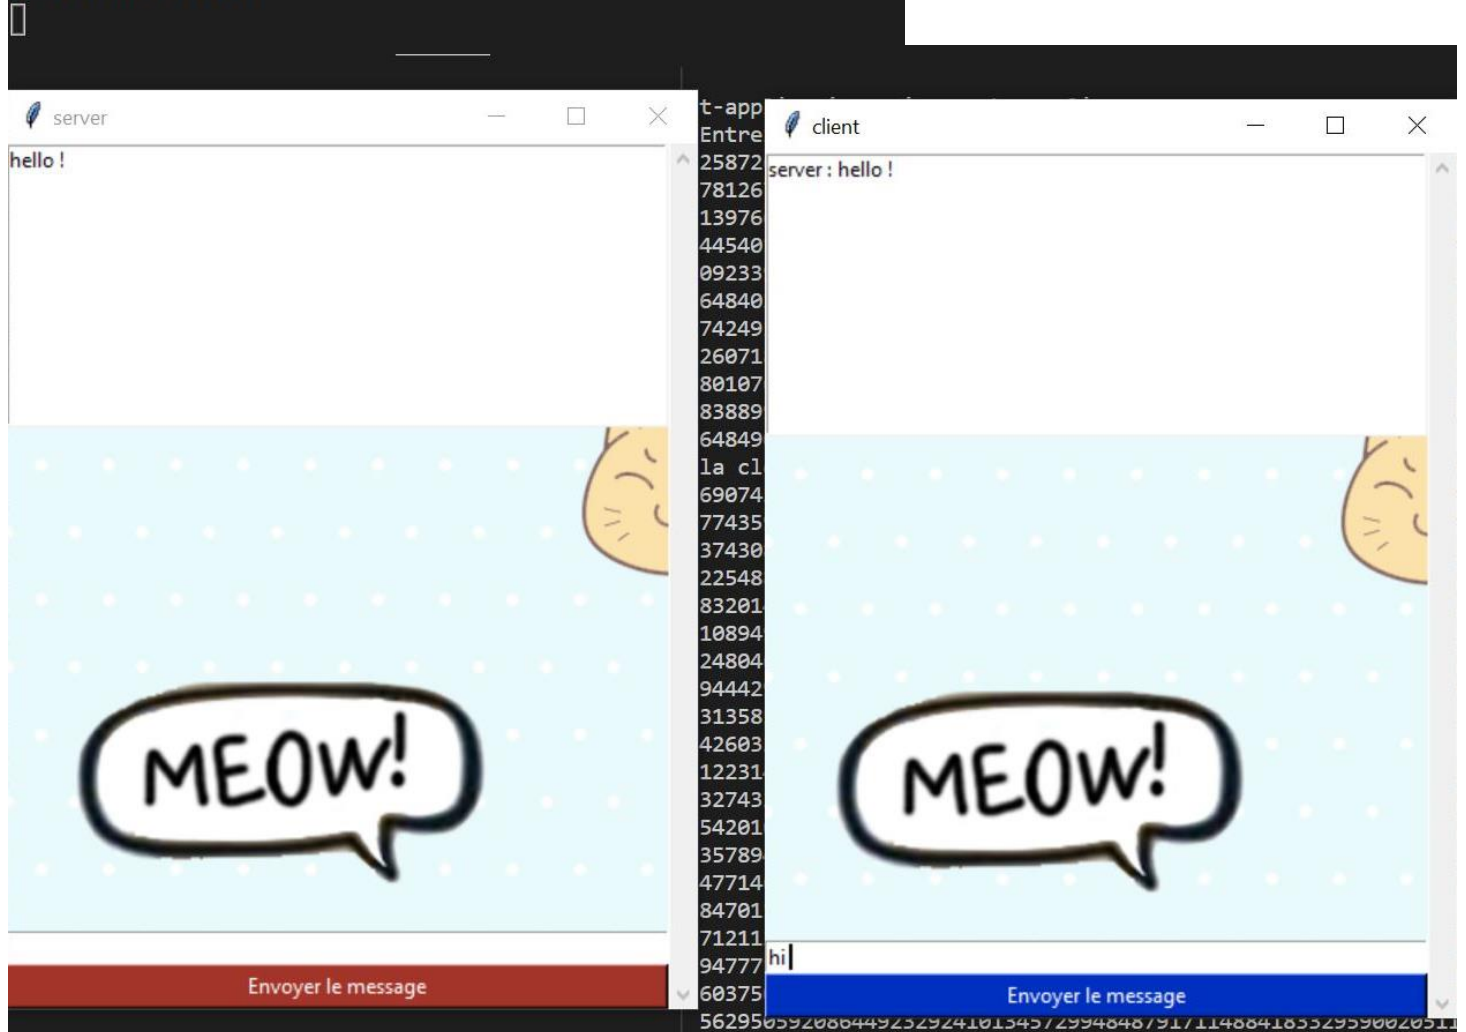 server
hello !
MEOW!
Envoyer le message
t-app
Entre
25872
78126
13976
44540
09233
64840
74249
26071
80107
83889
64849
la cl
69074
77435
37430
22548
83201
10894
24804
94442
31358
42603
12231
32743
54201
35789
47714
84701
71211
94777
60375
client
server : hello !
MEOW!
hi
Envoyer le message